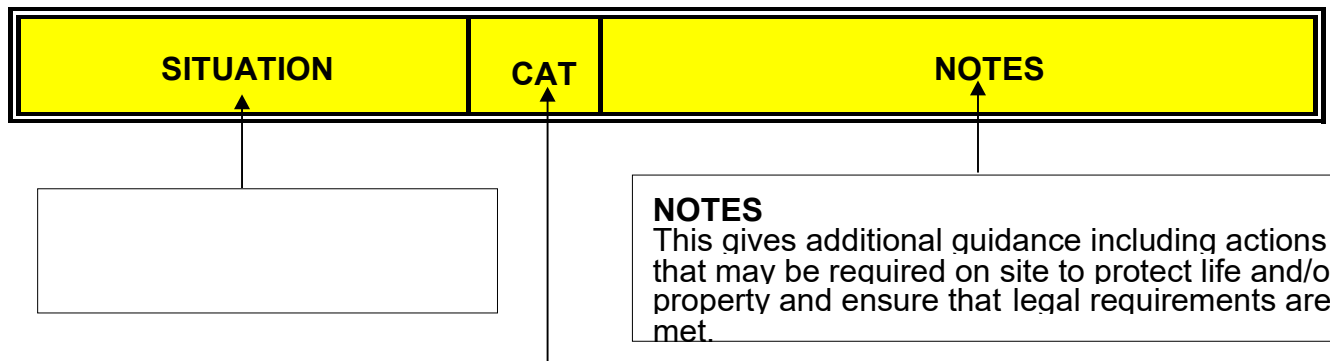 SITUATION CAT NOTES
NOTES
This gives additional guidance including actions
that may be required on site to protect life and/o
property and ensure that legal requirements are
met.